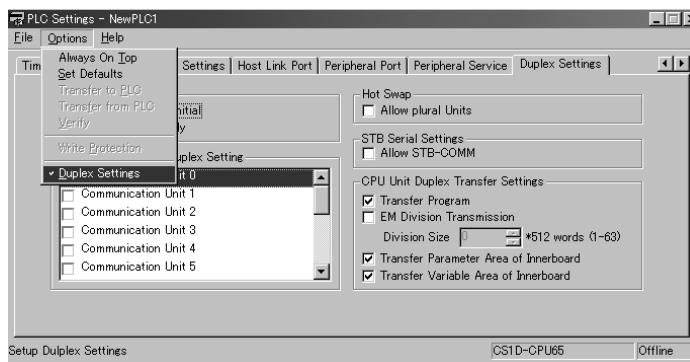 PLC Settings - NewPLC1
File Options Help
Always On Top
Set Defaults
Transfer to PLC
Transfer from PLC
Verify
Write Protection
Duplex Settings
Tim
Settings
Host Link Port
Peripheral Port
Peripheral Service
Duplex Settings
nitial
ly
uplex Setting
it 0
Communication Unit 1
Communication Unit 2
Communication Unit 3
Communication Unit 4
Communication Unit 5
Hot Swap
Allow plural Units
STB Serial Settings
Allow STB-COMM
CPU Unit Duplex Transfer Settings
Transfer Program
EM Division Transmission
Division Size 0 *512 words (1-63)
Transfer Parameter Area of Innerboard
Transfer Variable Area of Innerboard
Setup Dulplex Settings
CS1D-CPU65
Offline